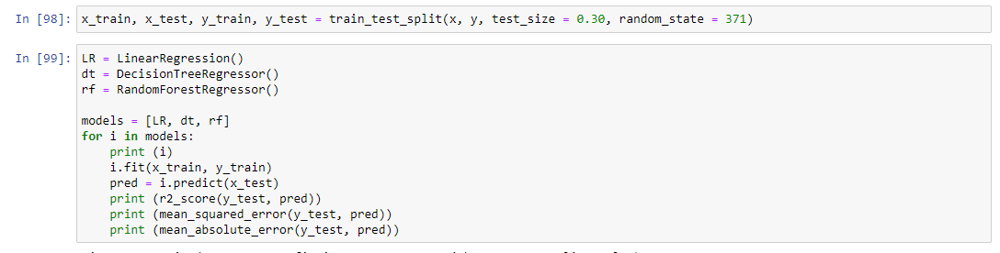 In [98]: x_train, x_test, y_train, y_test = train_test_split(x, y, test_size = 0.30, random_state = 371)
In [99]: LR = LinearRegression()
dt = DecisionTreeRegressor()
rf = RandomForestRegressor()
models = [LR, dt, rf]
for i in models:
    print (i)
    i.fit(x_train, y_train)
    pred = i.predict(x_test)
    print (r2_score(y_test, pred))
    print (mean_squared_error(y_test, pred))
    print (mean_absolute_error(y_test, pred))